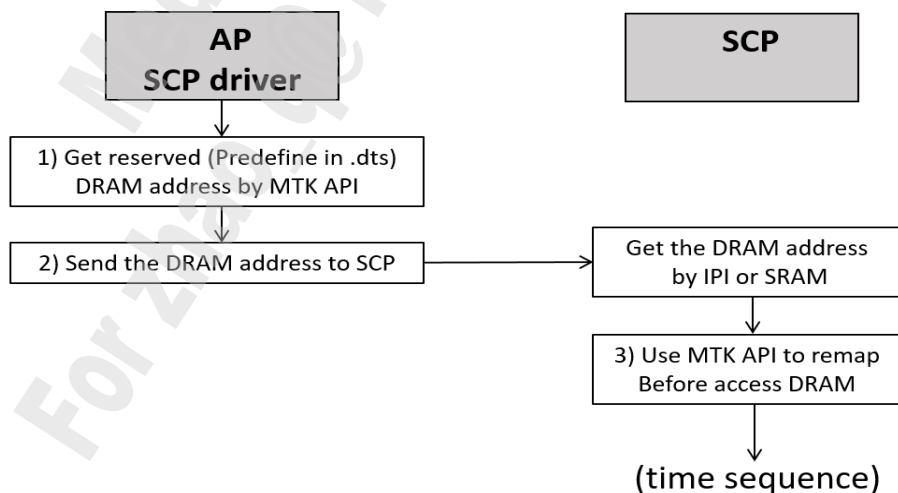 AP
SCP driver
SCP
1) Get reserved (Predefine in .dts)
DRAM address by MTK API
2) Send the DRAM address to SCP
Get the DRAM address
by IPI or SRAM
3) Use MTK API to remap
Before access DRAM
(time sequence)
For zhao_q